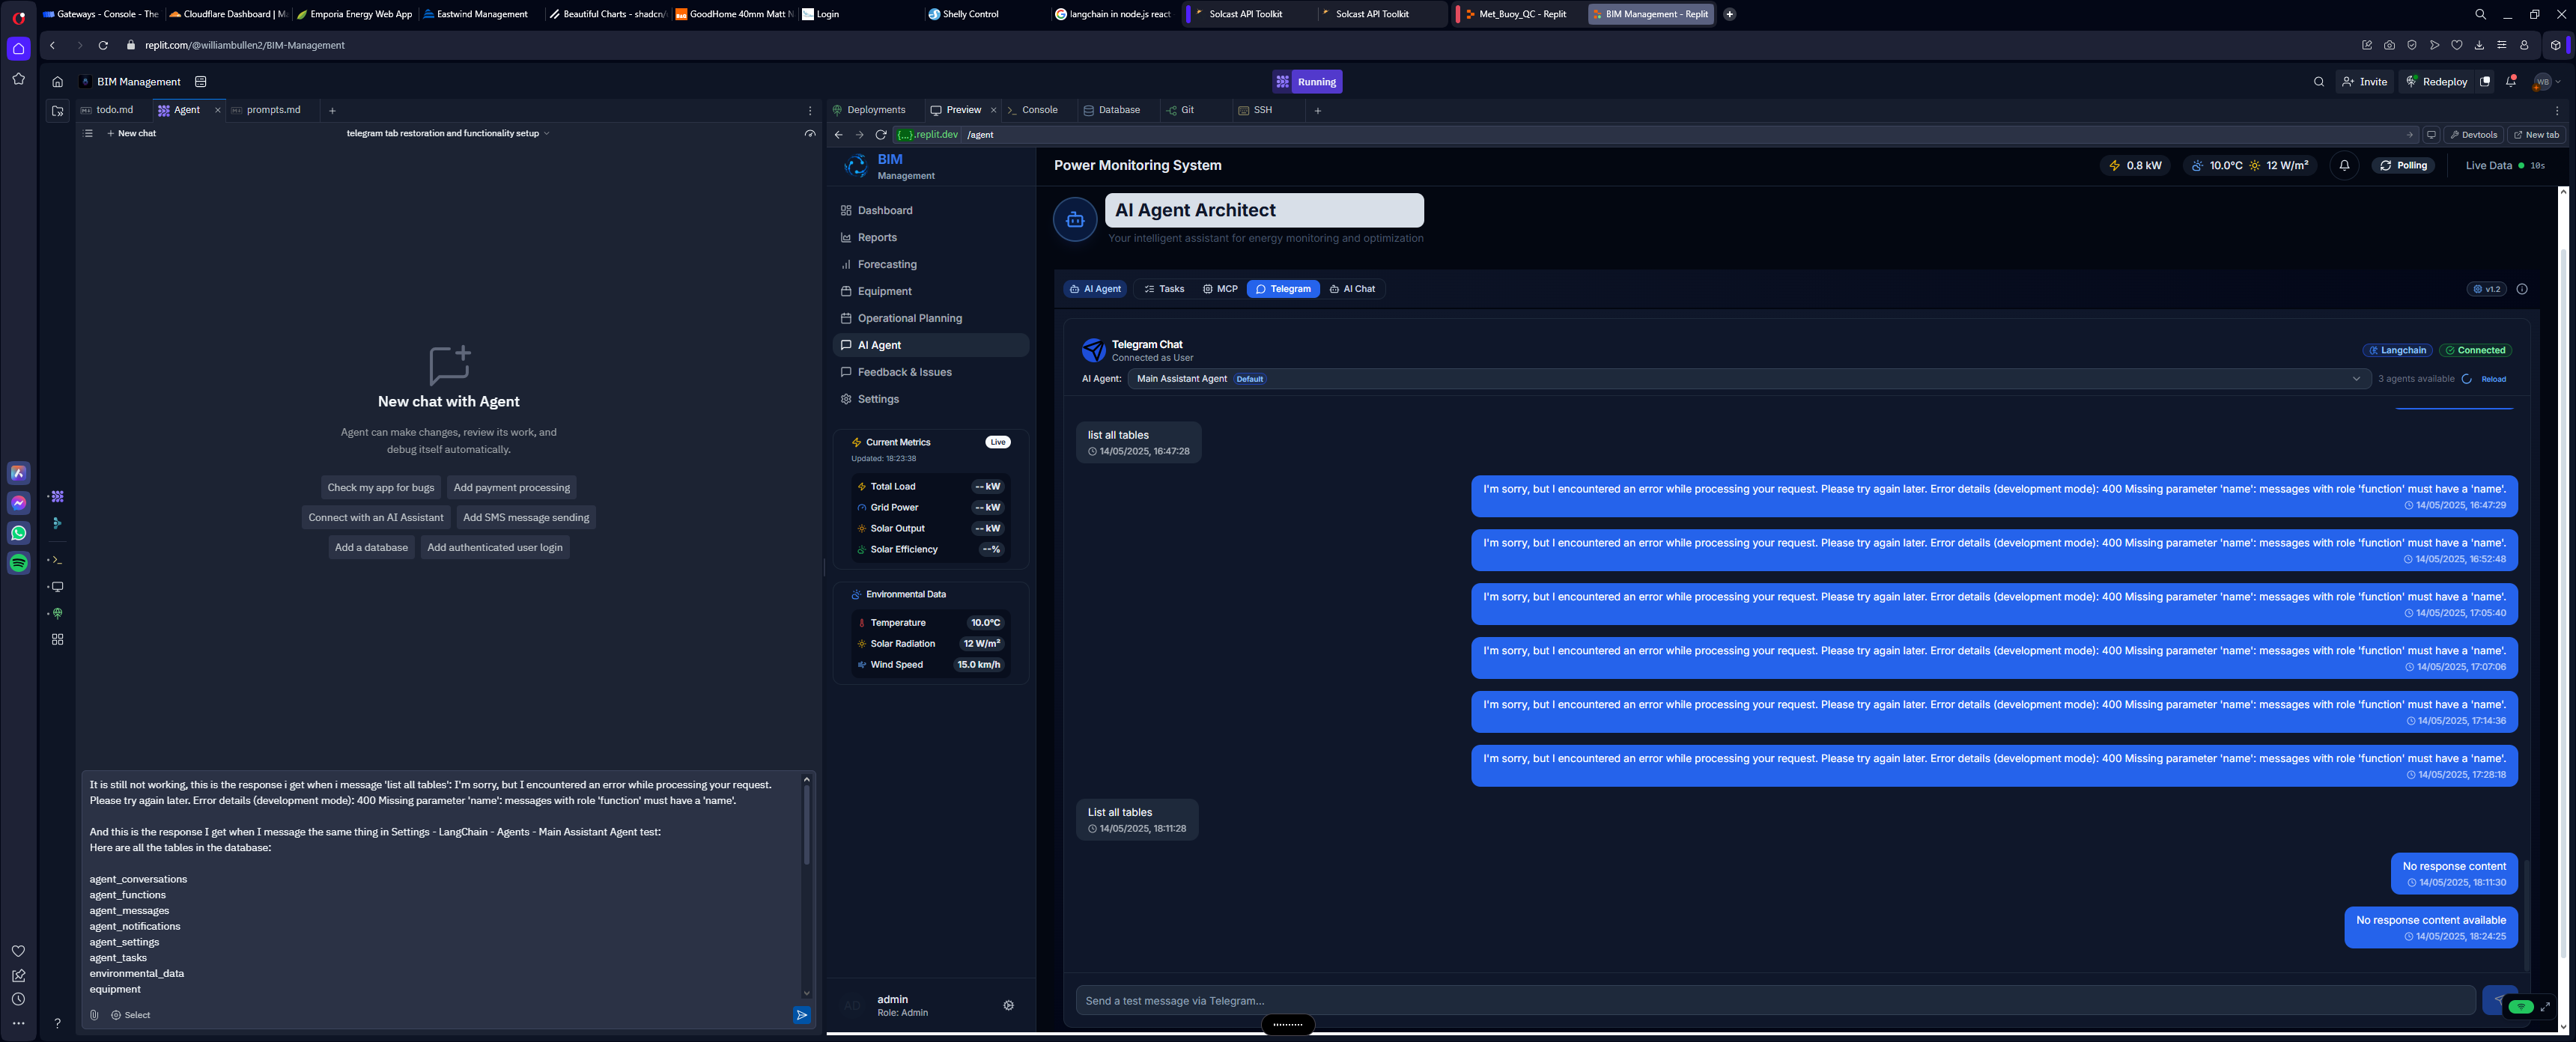 Gateways - Console - The
Cloudflare Dashboard | Ma
Emporia Energy Web App
Eastwind Management
Beautiful Charts - shadcn/
GoodHome 40mm Matt N
Login
Shelly Control
langchain in node.js react
Solcast API Toolkit
Solcast API Toolkit
Met_Buoy_QC - Replit
BIM Management - Replit
replit.com/@williambullen2/BIM-Management
BIM Management
Running
Invite
Redeploy
WB
todo.md
Agent
prompts.md
New chat
telegram tab restoration and functionality setup
New chat with Agent
Agent can make changes, review its work, and
debug itself automatically.
Check my app for bugs
Add payment processing
Connect with an AI Assistant
Add SMS message sending
Add a database
Add authenticated user login
It is still not working, this is the response i get when i message 'list all tables': I'm sorry, but I encountered an error while processing your request.
Please try again later. Error details (development mode): 400 Missing parameter 'name': messages with role 'function' must have a 'name'.
And this is the response I get when I message the same thing in Settings - LangChain - Agents - Main Assistant Agent test:
Here are all the tables in the database:
agent_conversations
agent_functions
agent_messages
agent_notifications
agent_settings
agent_tasks
environmental_data
equipment
Select
Deployments
Preview
Console
Database
Git
SSH
{...}.replit.dev /agent
Devtools
New tab
BIM
Management
Dashboard
Reports
Forecasting
Equipment
Operational Planning
AI Agent
Feedback & Issues
Settings
Current Metrics
Live
Updated: 18:23:38
Total Load -- kW
Grid Power -- kW
Solar Output -- kW
Solar Efficiency --%
Environmental Data
Temperature 10.0°C
Solar Radiation 12 W/m²
Wind Speed 15.0 km/h
AD
admin
Role: Admin
Power Monitoring System
0.8 kW
10.0°C
12 W/m²
Polling
Live Data
10s
AI Agent Architect
Your intelligent assistant for energy monitoring and optimization
AI Agent
Tasks
MCP
Telegram
AI Chat
v1.2
Telegram Chat
Connected as User
Langchain
Connected
AI Agent:
Main Assistant Agent
Default
3 agents available
Reload
list all tables
14/05/2025, 16:47:28
I'm sorry, but I encountered an error while processing your request. Please try again later. Error details (development mode): 400 Missing parameter 'name': messages with role 'function' must have a 'name'.
14/05/2025, 16:47:29
I'm sorry, but I encountered an error while processing your request. Please try again later. Error details (development mode): 400 Missing parameter 'name': messages with role 'function' must have a 'name'.
14/05/2025, 16:52:48
I'm sorry, but I encountered an error while processing your request. Please try again later. Error details (development mode): 400 Missing parameter 'name': messages with role 'function' must have a 'name'.
14/05/2025, 17:05:40
I'm sorry, but I encountered an error while processing your request. Please try again later. Error details (development mode): 400 Missing parameter 'name': messages with role 'function' must have a 'name'.
14/05/2025, 17:07:06
I'm sorry, but I encountered an error while processing your request. Please try again later. Error details (development mode): 400 Missing parameter 'name': messages with role 'function' must have a 'name'.
14/05/2025, 17:14:36
I'm sorry, but I encountered an error while processing your request. Please try again later. Error details (development mode): 400 Missing parameter 'name': messages with role 'function' must have a 'name'.
14/05/2025, 17:28:18
List all tables
14/05/2025, 18:11:28
No response content
14/05/2025, 18:11:30
No response content available
14/05/2025, 18:24:25
Send a test message via Telegram...